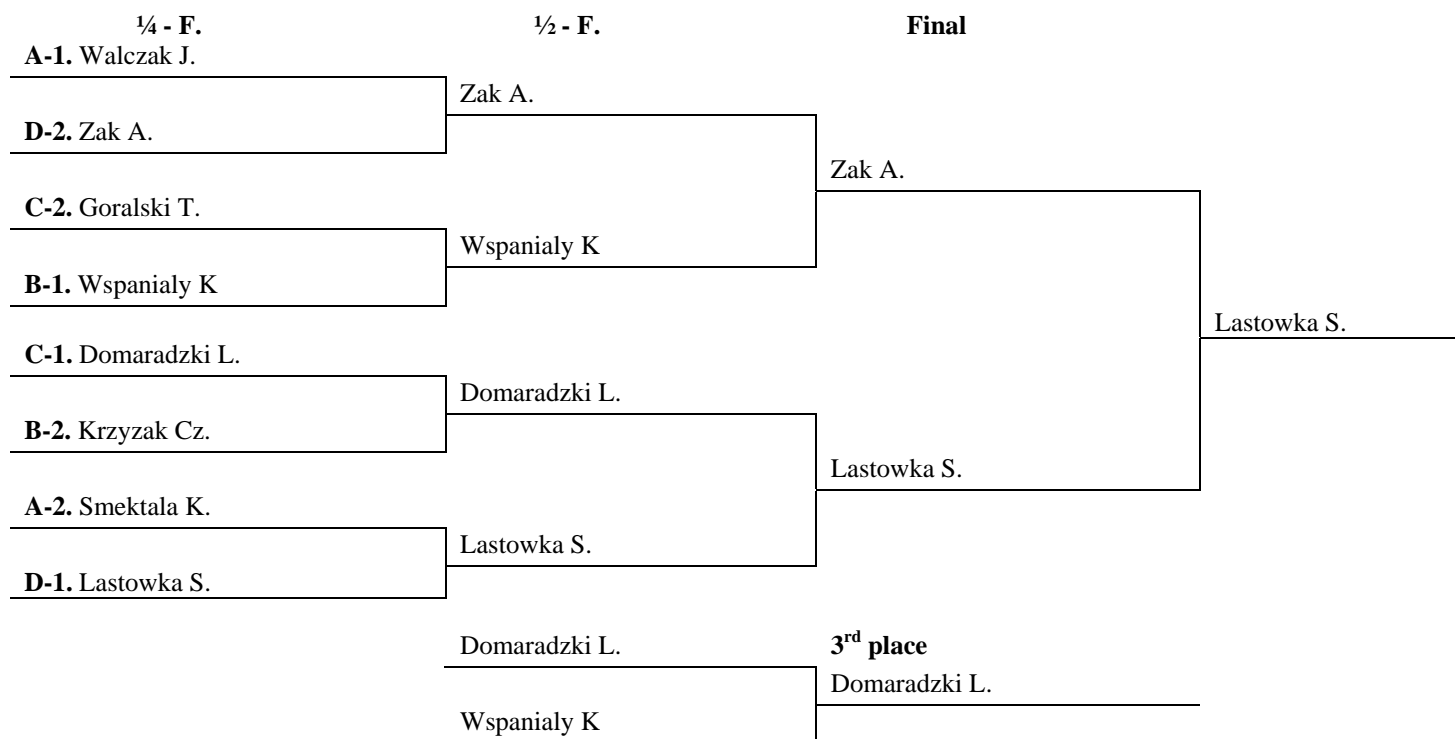 ¼ - F. ½ - F. Final
A-1. Walczak J.
Zak A.
D-2. Zak A.
Zak A.
C-2. Goralski T.
Wspanialy K
B-1. Wspanialy K
Lastowka S.
C-1. Domaradzki L.
Domaradzki L.
B-2. Krzyzak Cz.
Lastowka S.
A-2. Smektala K.
Lastowka S.
D-1. Lastowka S.
Domaradzki L. 3rd place
Domaradzki L.
Wspanialy K